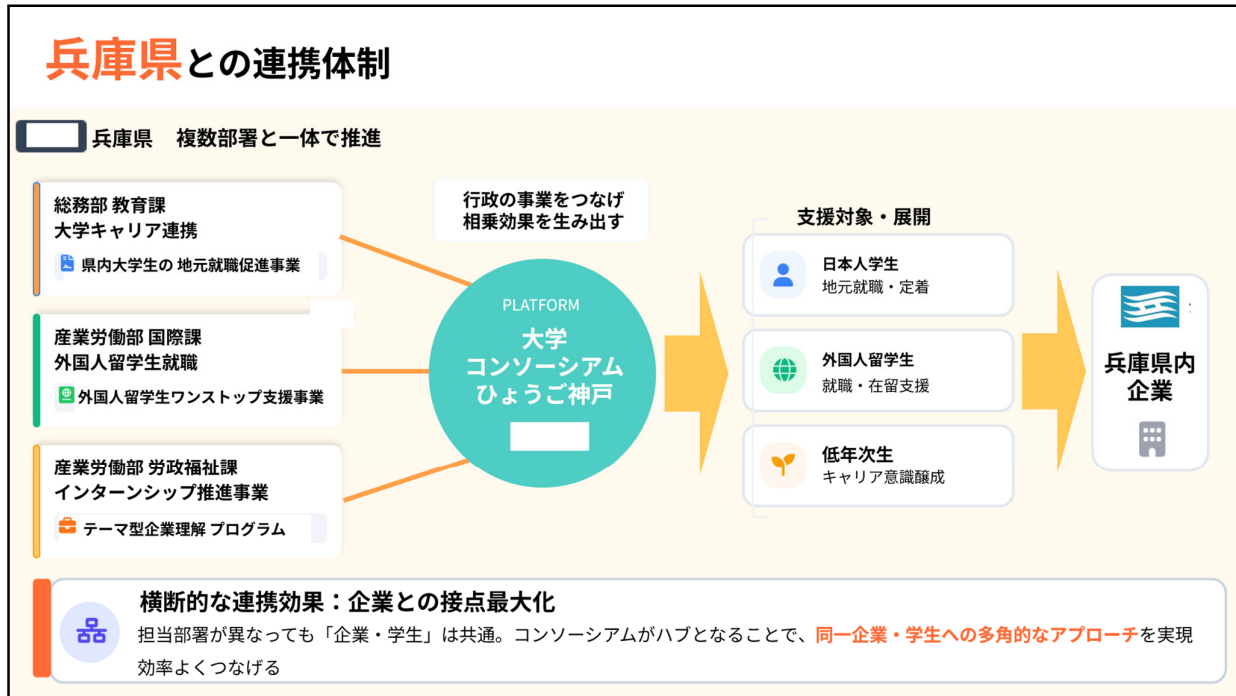 兵庫県との連携体制
兵庫県 複数部署と一体で推進
総務部 教育課
大学キャリア連携
県内大学生の 地元就職促進事業
産業労働部 国際課
外国人留学生就職
外国人留学生ワンストップ支援事業
産業労働部 労政福祉課
インターンシップ推進事業
テーマ型企業理解 プログラム
行政の事業をつなげ
相乗効果を生み出す
PLATFORM
大学
コンソーシアム
ひょうご神戸
支援対象・展開
日本人学生
地元就職・定着
外国人留学生
就職・在留支援
低年次生
キャリア意識醸成
兵庫県内
企業
横断的な連携効果：企業との接点最大化
担当部署が異なっても「企業・学生」は共通。コンソーシアムがハブとなることで、同一企業・学生への多角的なアプローチを実現
効率よくつなげる